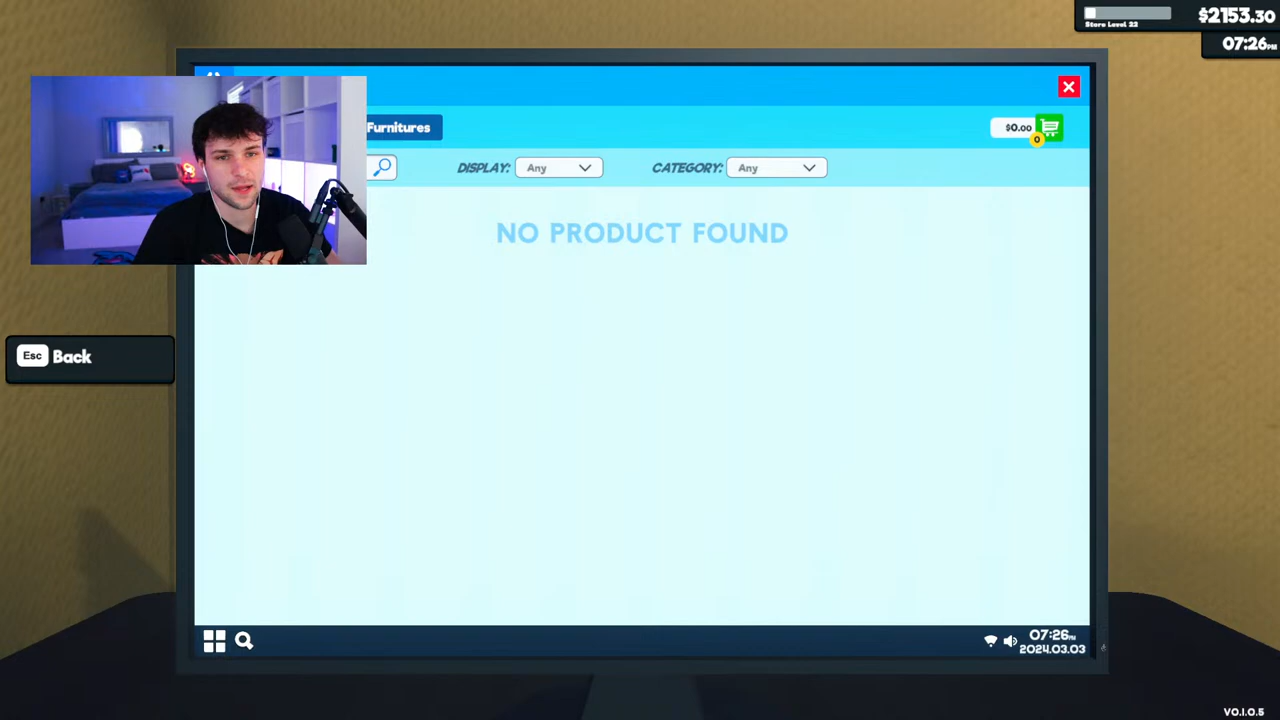 $2153.30
Store Level 22
07:26PM
Furnitures
$0.00
0
DISPLAY: Any
CATEGORY: Any
NO PRODUCT FOUND
Esc Back
07:26PM
2024.03.03
V0.1.0.5